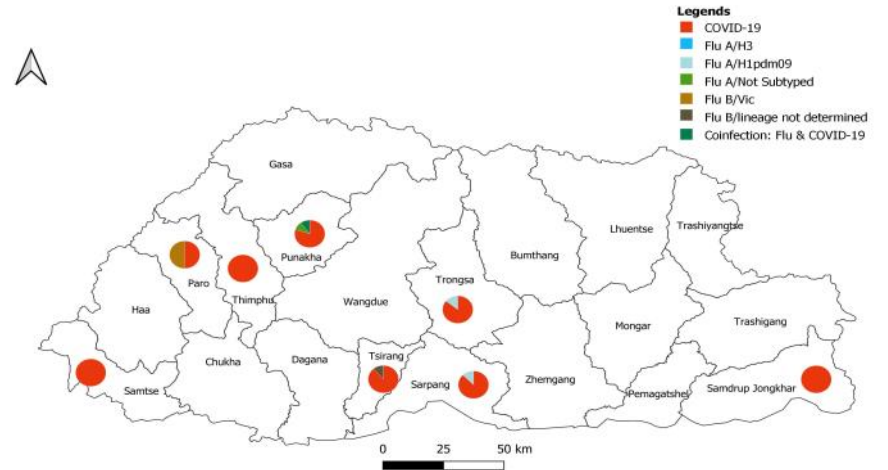 Legends
COVID-19
Flu A/H3
Flu A/H1pdm09
Flu A/Not Subtyped
Flu B/Vic
Flu B/lineage not determined
Coinfection: Flu & COVID-19
Gasa
Punakha
Paro
Thimphu
Haa
Wangdue
Trongsa
Bumthang
Lhuentse
Trashiyangtse
Mongar
Trashigang
Samtse
Chukha
Dagana
Tsirang
Sarpang
Zhemgang
Pemagatshel
Samdrup Jongkhar
0 25 50 km